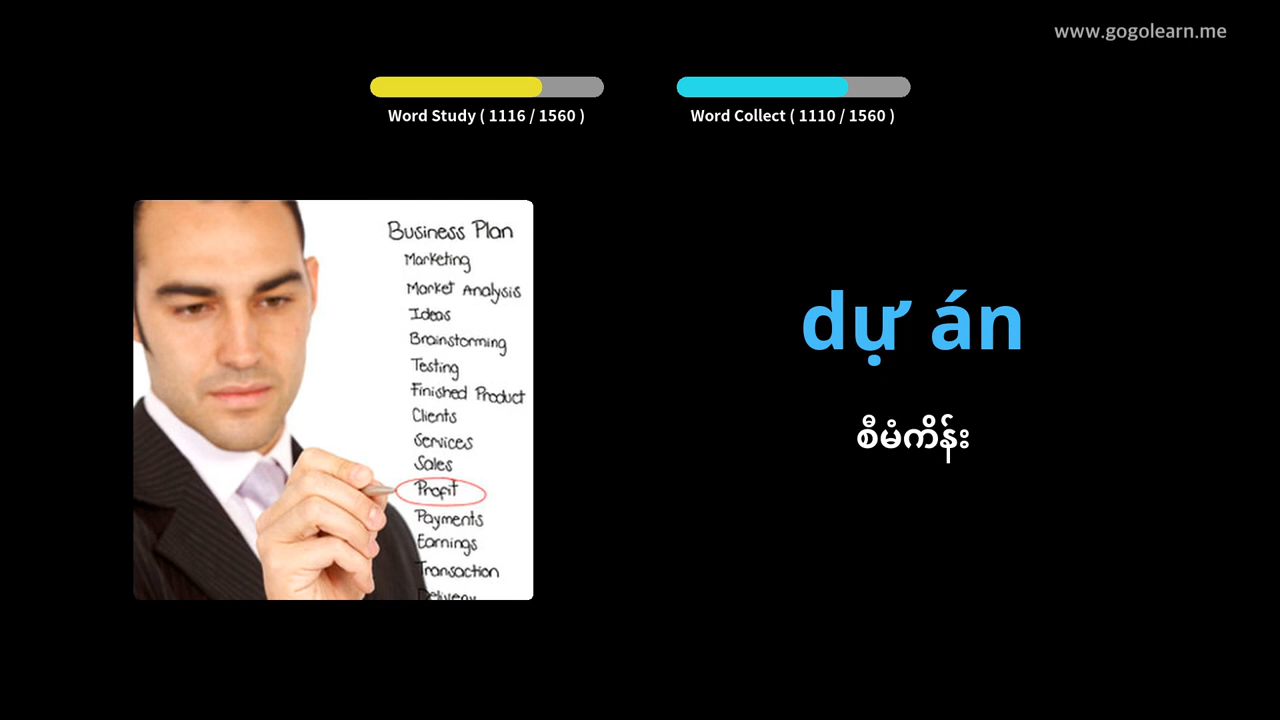 www.gogolearn.me
Word Study ( 1116 / 1560 )
Word Collect ( 1110 / 1560 )
Business Plan
Marketing
Market Analysis
Ideas
Brainstorming
Testing
Finished Product
Clients
Services
Sales
Profit
Payments
Earnings
Transaction
Delivery
dự án
စီမံကိန်း